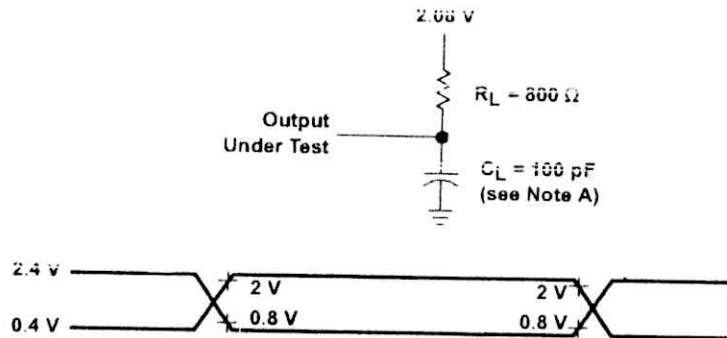 2.08 V
R_L = 800 Ω
Output
Under Test
C_L = 100 pF
(see Note A)
2.4 V
2 V
2 V
0.8 V
0.8 V
0.4 V